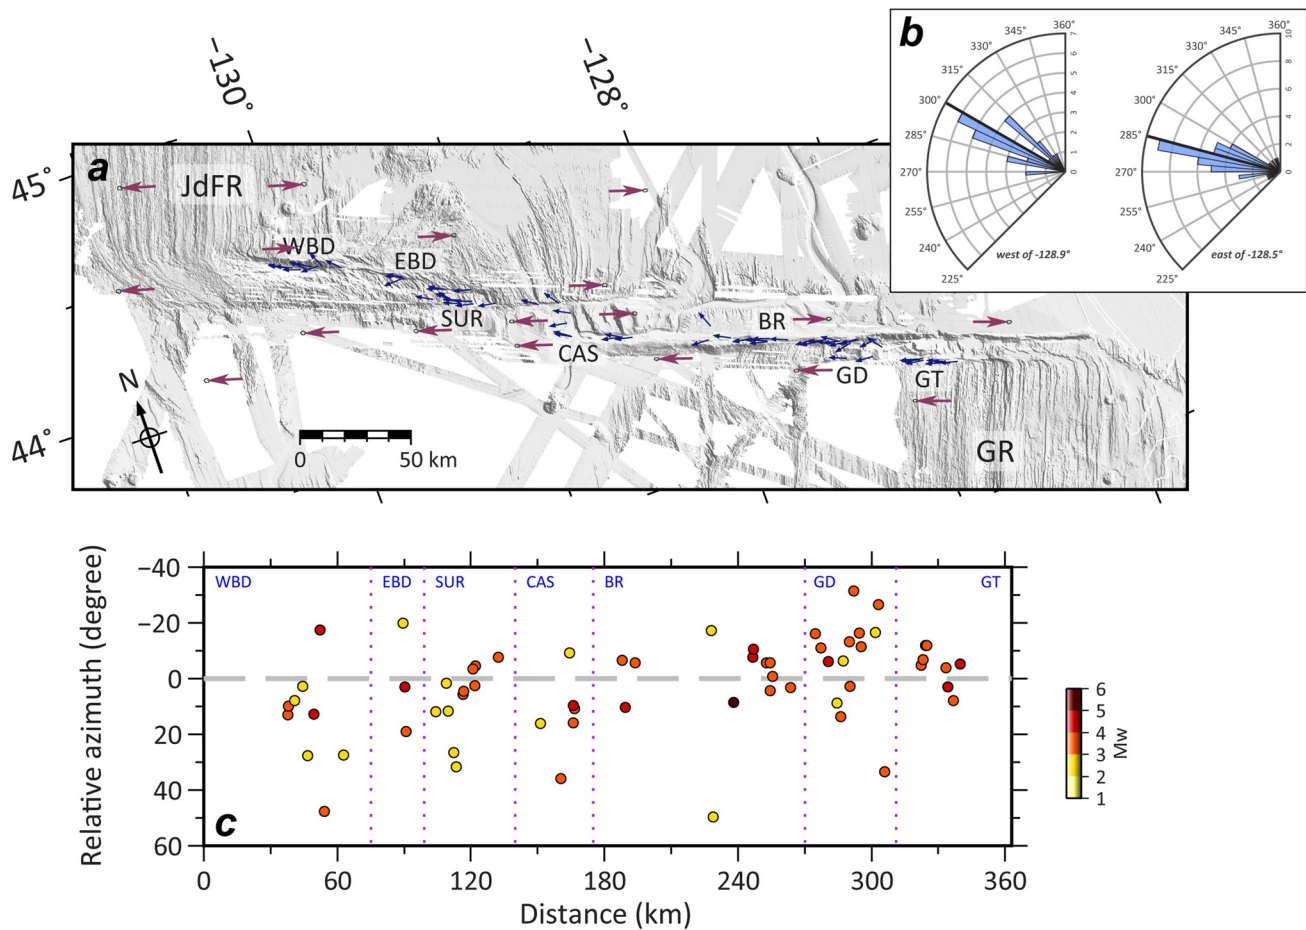 −130°
−128°
b
360°
345°
330°
315°
300°
285°
270°
255°
240°
225°
7
6
5
4
3
2
1
0
west of -128.9°
360°
345°
330°
315°
300°
285°
270°
255°
240°
225°
10
8
6
4
2
0
east of -128.5°
a
45°
44°
JdFR
WBD
EBD
SUR
CAS
BR
GD
GT
GR
N
0 50 km
−40
−20
0
20
40
60
Relative azimuth (degree)
WBD EBD SUR CAS BR GD GT
c
0 60 120 180 240 300 360
Distance (km)
6
5
4
3
2
1
Mw